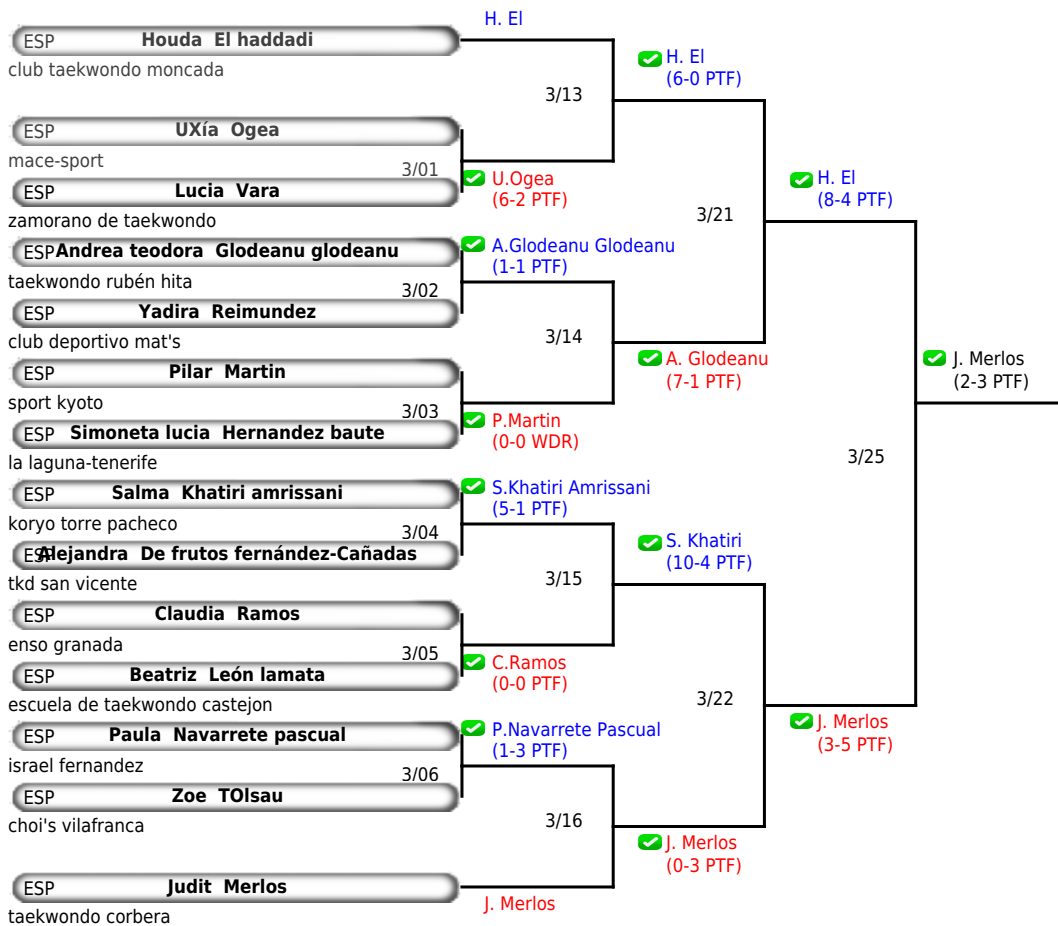 H. El
ESP Houda El haddadi
club taekwondo moncada
H. El
(6-0 PTF)
3/13
ESP UXía Ogea
mace-sport
3/01
U.Ogea
(6-2 PTF)
ESP Lucia Vara
zamorano de taekwondo
H. El
(8-4 PTF)
3/21
ESP Andrea teodora Glodeanu glodeanu
A.Glodeanu Glodeanu
(1-1 PTF)
taekwondo rubén hita
3/02
ESP Yadira Reimundez
club deportivo mat's
3/14
ESP Pilar Martin
A. Glodeanu
(7-1 PTF)
J. Merlos
(2-3 PTF)
sport kyoto
3/03
P.Martin
(0-0 WDR)
ESP Simoneta lucia Hernandez baute
la laguna-tenerife
3/25
ESP Salma Khatiri amrissani
S.Khatiri Amrissani
(5-1 PTF)
koryo torre pacheco
3/04
S. Khatiri
(10-4 PTF)
ESP Alejandra De frutos fernández-Cañadas
tkd san vicente
3/15
ESP Claudia Ramos
enso granada
3/05
C.Ramos
(0-0 PTF)
ESP Beatriz León lamata
escuela de taekwondo castejon
3/22
J. Merlos
(3-5 PTF)
ESP Paula Navarrete pascual
P.Navarrete Pascual
(1-3 PTF)
israel fernandez
3/06
ESP Zoe TOlsau
choi's vilafranca
3/16
J. Merlos
(0-3 PTF)
ESP Judit Merlos
J. Merlos
taekwondo corbera